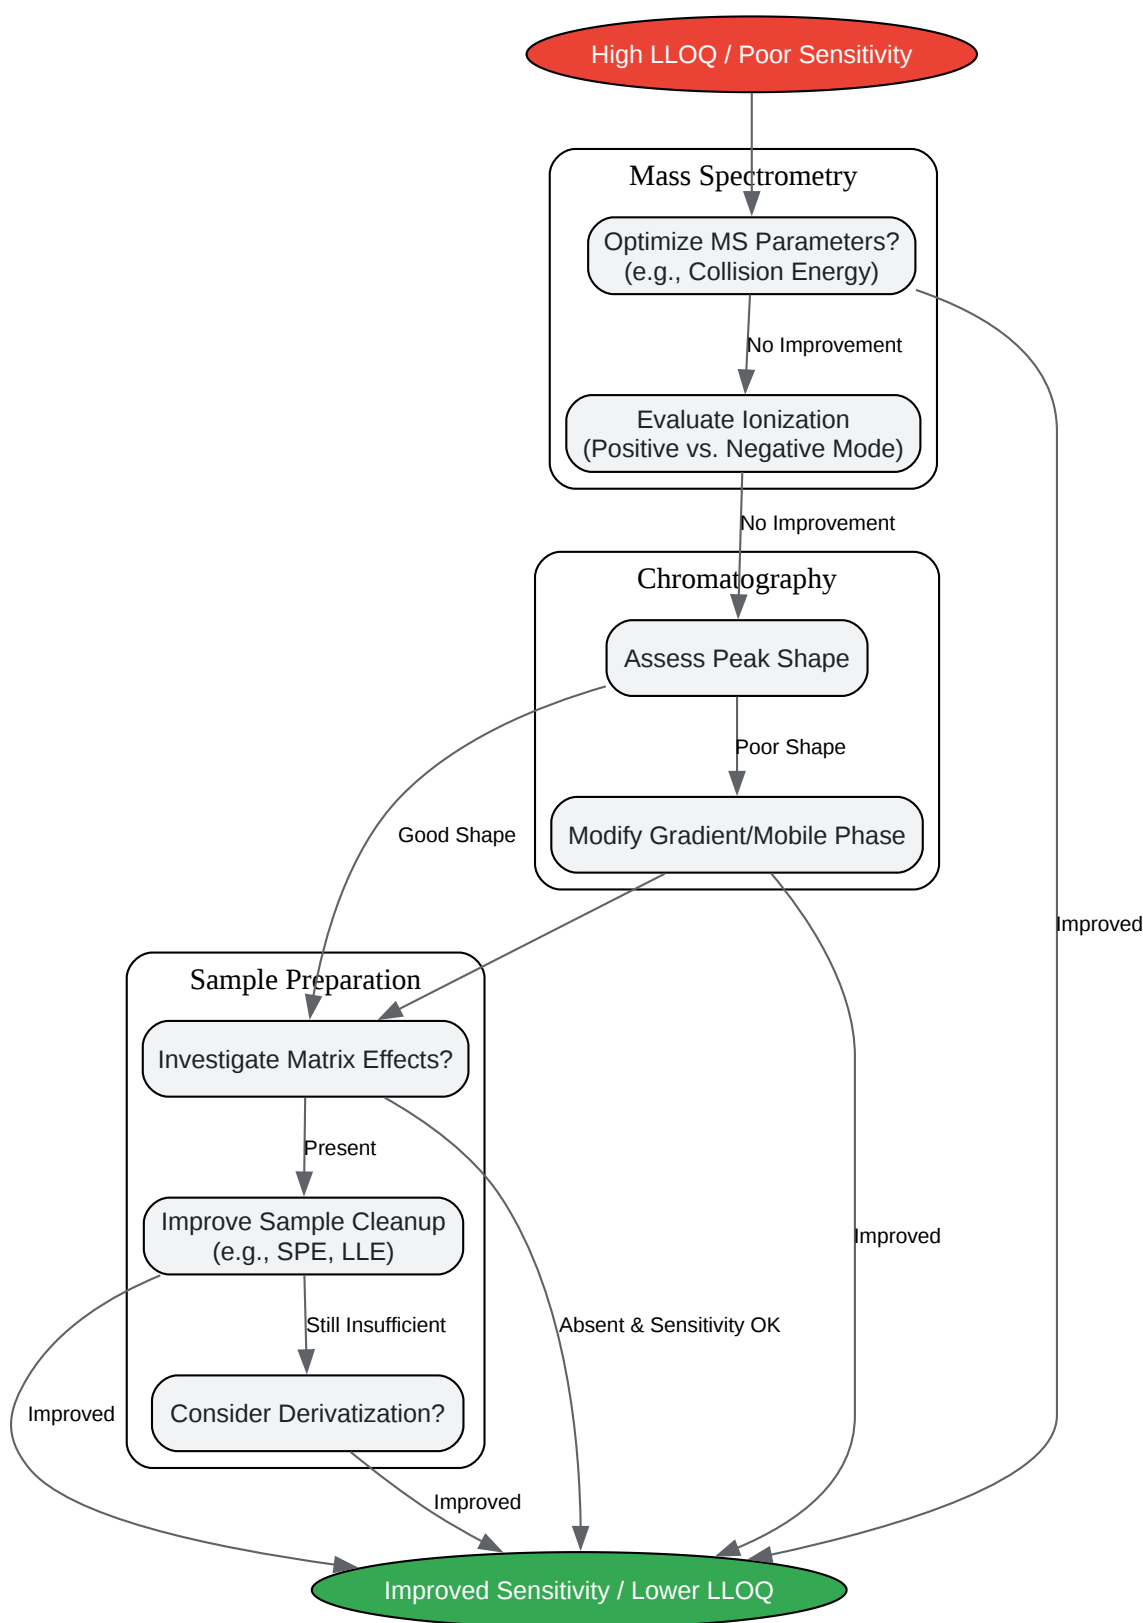 High LLOQ / Poor Sensitivity
Mass Spectrometry
Optimize MS Parameters?
(e.g., Collision Energy)
No Improvement
Evaluate Ionization
(Positive vs. Negative Mode)
No Improvement
Chromatography
Assess Peak Shape
Poor Shape
Good Shape
Modify Gradient/Mobile Phase
Improved
Sample Preparation
Investigate Matrix Effects?
Present
Improve Sample Cleanup
(e.g., SPE, LLE)
Improved
Still Insufficient
Absent & Sensitivity OK
Improved
Consider Derivatization?
Improved
Improved Sensitivity / Lower LLOQ